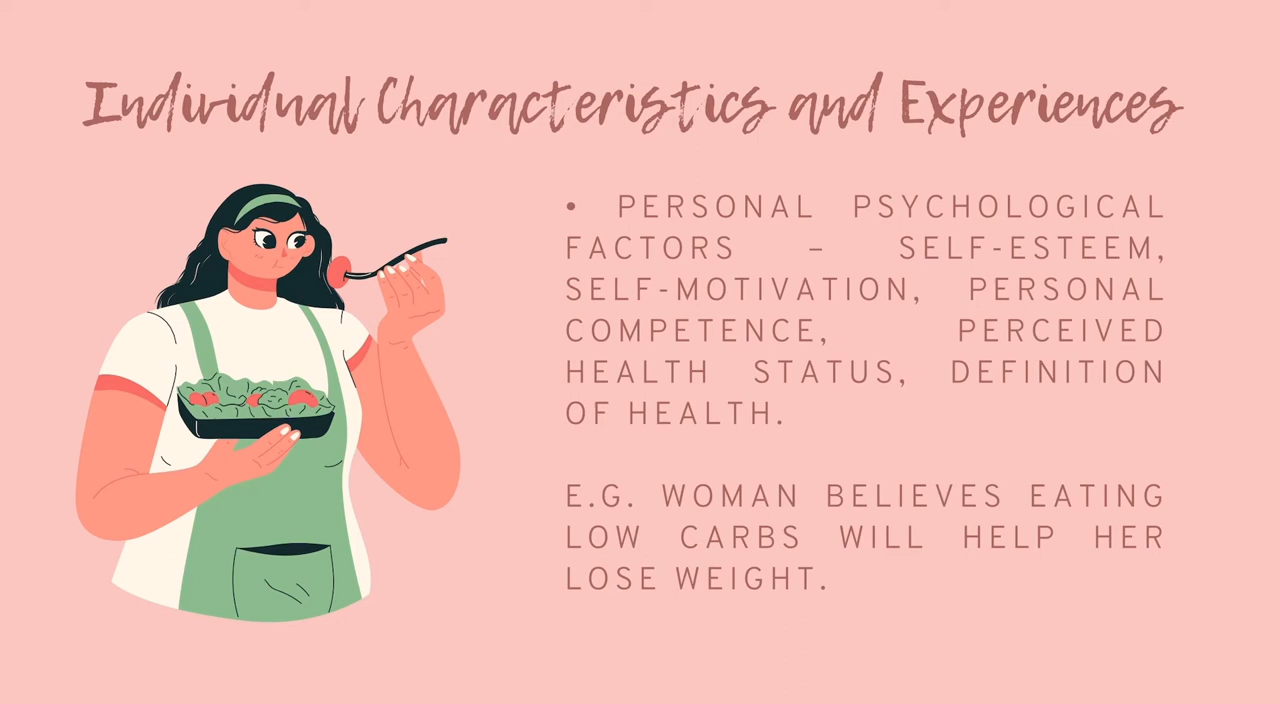 Individual Characteristics and Experiences
• PERSONAL PSYCHOLOGICAL
FACTORS – SELF-ESTEEM,
SELF-MOTIVATION, PERSONAL
COMPETENCE, PERCEIVED
HEALTH STATUS, DEFINITION
OF HEALTH.
E.G. WOMAN BELIEVES EATING
LOW CARBS WILL HELP HER
LOSE WEIGHT.